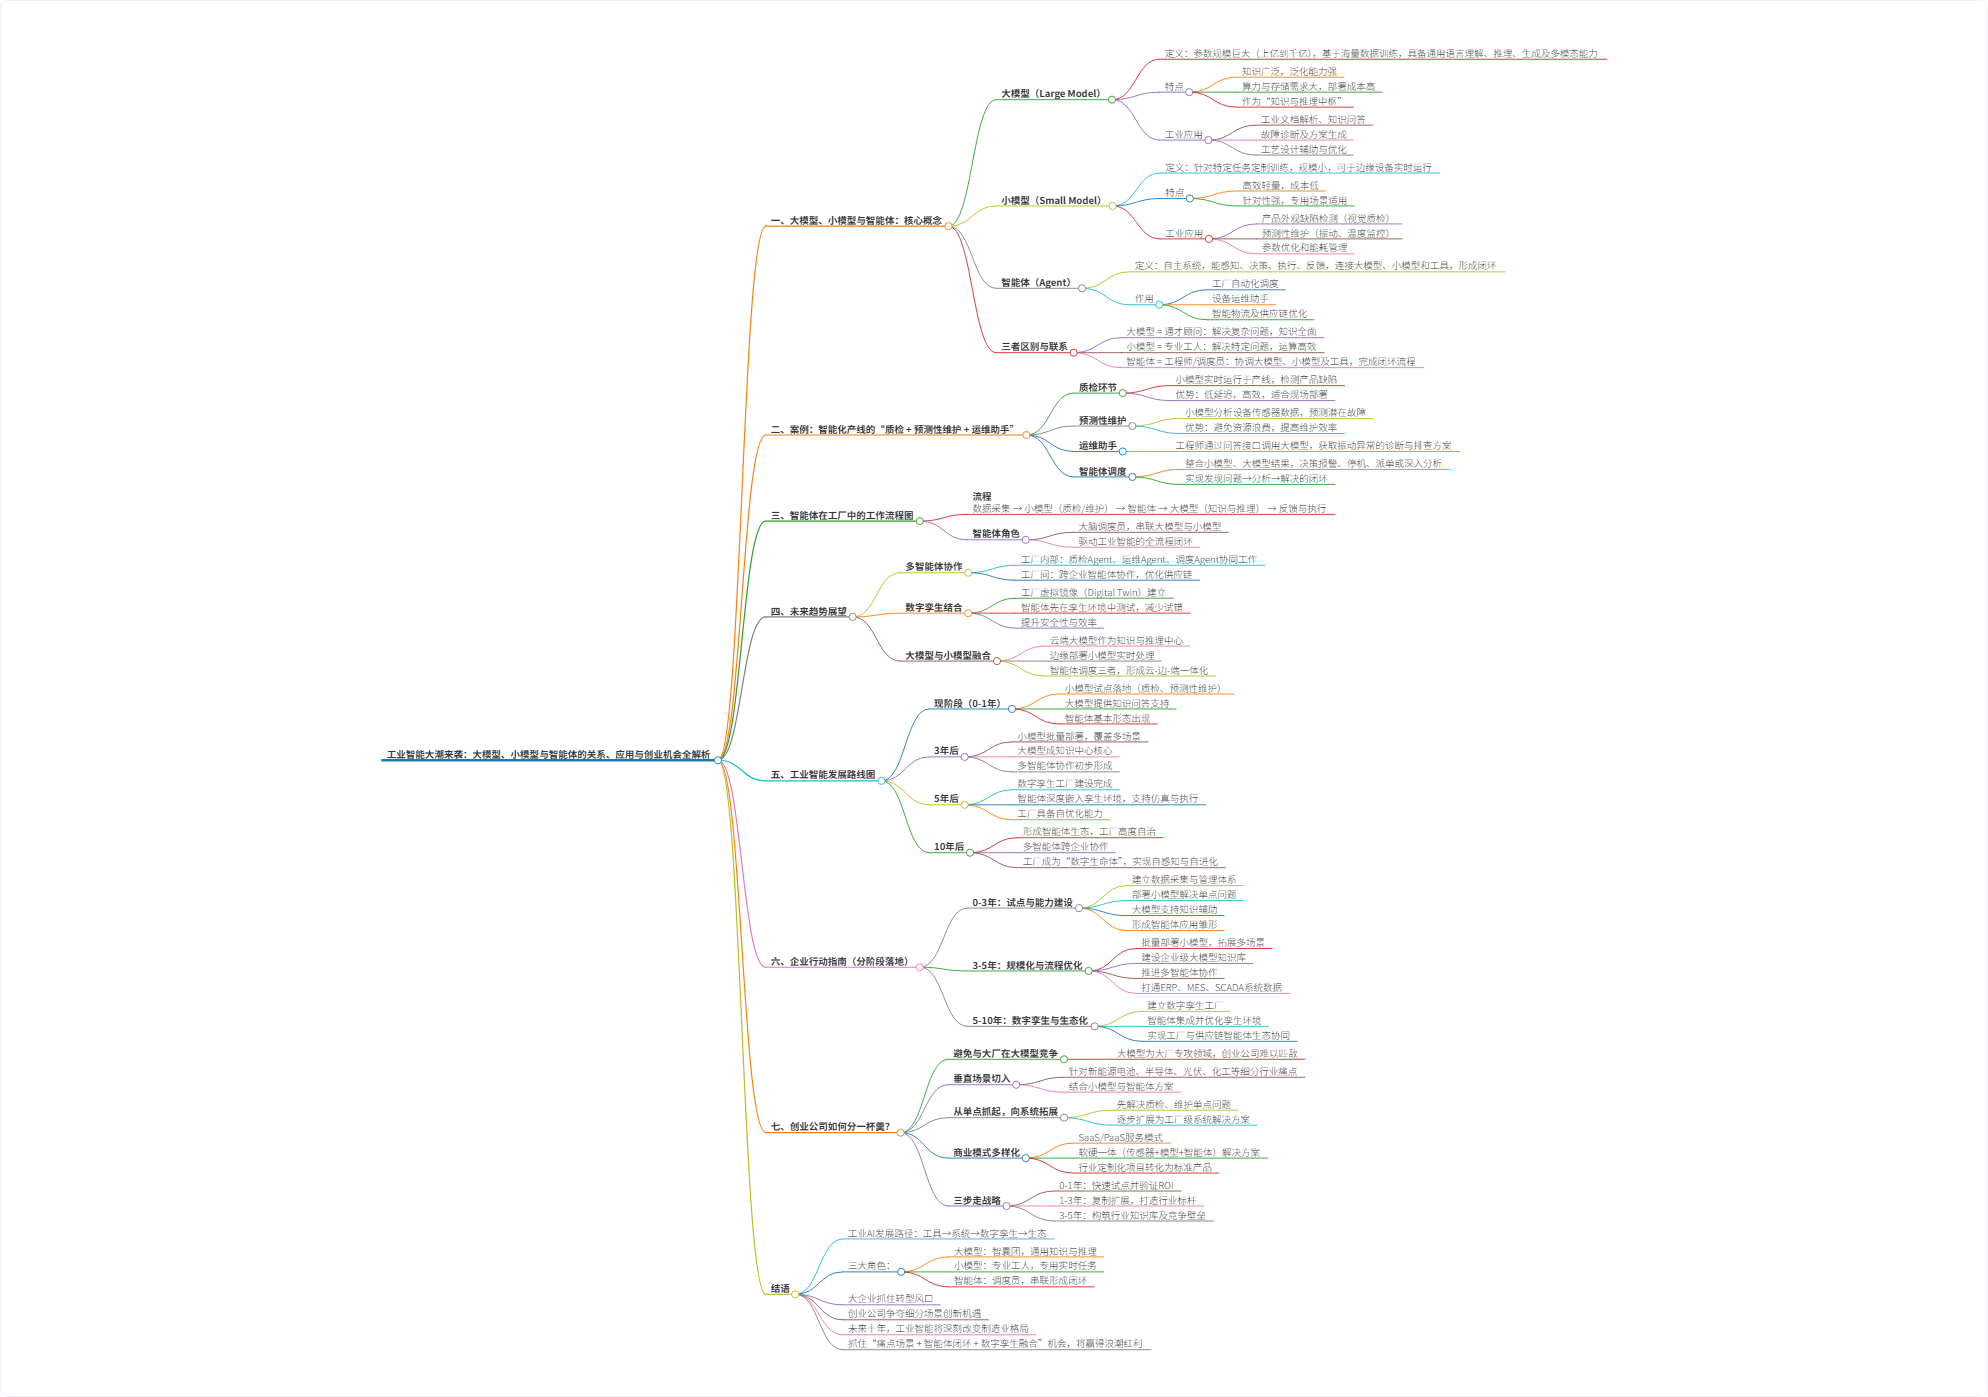 工业智能大潮来袭：大模型、小模型与智能体的关系、应用与创业机会全解析
一、大模型、小模型与智能体：核心概念
大模型（Large Model）
定义：参数规模巨大（上亿到千亿），基于海量数据训练，具备通用语言理解、推理、生成及多模态能力
特点
知识广泛，泛化能力强
算力与存储需求大，部署成本高
作为“知识与推理中枢”
工业应用
工业文档解析、知识问答
故障诊断及方案生成
工艺设计辅助与优化
小模型（Small Model）
定义：针对特定任务定制训练，规模小，可于边缘设备实时运行
特点
高效轻量，成本低
针对性强，专用场景适用
工业应用
产品外观缺陷检测（视觉质检）
预测性维护（振动、温度监控）
参数优化和能耗管理
智能体（Agent）
定义：自主系统，能感知、决策、执行、反馈，连接大模型、小模型和工具，形成闭环
作用
工厂自动化调度
设备运维助手
智能物流及供应链优化
三者区别与联系
大模型 = 通才顾问：解决复杂问题，知识全面
小模型 = 专业工人：解决特定问题，运算高效
智能体 = 工程师/调度员：协调大模型、小模型及工具，完成闭环流程
二、案例：智能化产线的“质检 + 预测性维护 + 运维助手”
质检环节
小模型实时运行于产线，检测产品缺陷
优势：低延迟，高效，适合现场部署
预测性维护
小模型分析设备传感器数据，预测潜在故障
优势：避免资源浪费，提高维护效率
运维助手
工程师通过问答接口调用大模型，获取振动异常的诊断与排查方案
智能体调度
整合小模型、大模型结果，决策报警、停机、派单或深入分析
实现发现问题→分析→解决的闭环
三、智能体在工厂中的工作流程图
流程
数据采集 → 小模型（质检/维护） → 智能体 → 大模型（知识与推理） → 反馈与执行
智能体角色
大脑调度员，串联大模型与小模型
驱动工业智能的全流程闭环
四、未来趋势展望
多智能体协作
工厂内部：质检Agent、运维Agent、调度Agent协同工作
工厂间：跨企业智能体协作，优化供应链
数字孪生结合
工厂虚拟镜像（Digital Twin）建立
智能体先在孪生环境中测试，减少试错
提升安全性与效率
大模型与小模型融合
云端大模型作为知识与推理中心
边缘部署小模型实时处理
智能体调度三者，形成云-边-端一体化
五、工业智能发展路线图
现阶段（0-1年）
小模型试点落地（质检、预测性维护）
大模型提供知识问答支持
智能体基本形态出现
3年后
小模型批量部署，覆盖多场景
大模型成知识中心核心
多智能体协作初步形成
5年后
数字孪生工厂建设完成
智能体深度嵌入孪生环境，支持仿真与执行
工厂具备自优化能力
10年后
形成智能体生态，工厂高度自治
多智能体跨企业协作
工厂成为“数字生命体”，实现自感知与自进化
六、企业行动指南（分阶段落地）
0-3年：试点与能力建设
建立数据采集与管理体系
部署小模型解决单点问题
大模型支持知识辅助
形成智能体应用雏形
3-5年：规模化与流程优化
批量部署小模型，拓展多场景
建设企业级大模型知识库
推进多智能体协作
打通ERP、MES、SCADA系统数据
5-10年：数字孪生与生态化
建立数字孪生工厂
智能体集成并优化孪生环境
实现工厂与供应链智能体生态协同
七、创业公司如何分一杯羹？
避免与大厂在大模型竞争
大模型为大厂专攻领域，创业公司难以匹敌
垂直场景切入
针对新能源电池、半导体、光伏、化工等细分行业痛点
结合小模型与智能体方案
从单点抓起，向系统拓展
先解决质检、维护单点问题
逐步扩展为工厂级系统解决方案
商业模式多样化
SaaS/PaaS服务模式
软硬一体（传感器+模型+智能体）解决方案
行业定制化项目转化为标准产品
三步走战略
0-1年：快速试点并验证ROI
1-3年：复制扩展，打造行业标杆
3-5年：构筑行业知识库及竞争壁垒
结语
工业AI发展路径：工具→系统→数字孪生→生态
三大角色：
大模型：智囊团，通用知识与推理
小模型：专业工人，专用实时任务
智能体：调度员，串联形成闭环
大企业抓住转型风口
创业公司争夺细分场景创新机遇
未来十年，工业智能将深刻改变制造业格局
抓住“痛点场景 + 智能体闭环 + 数字孪生融合”机会，将赢得浪潮红利